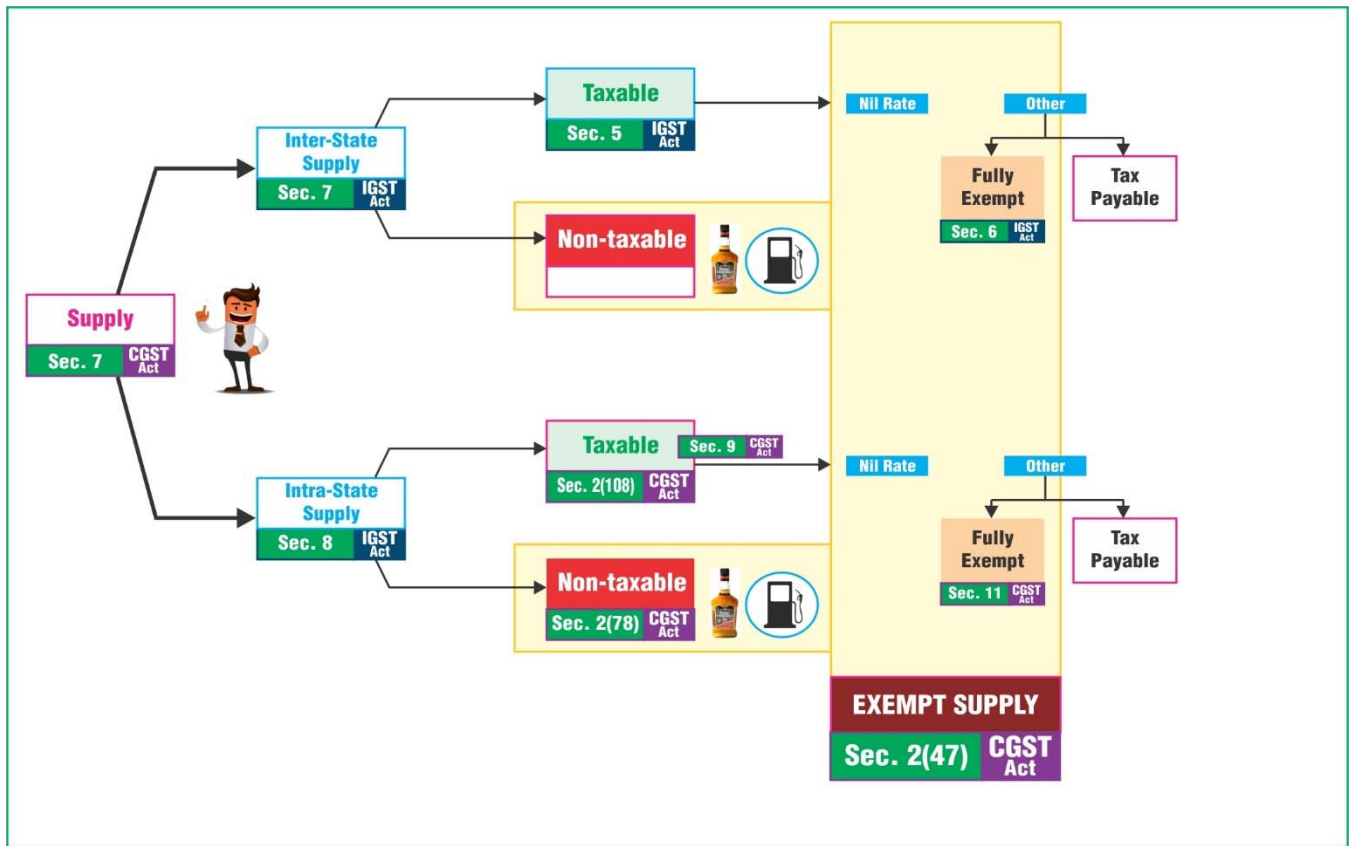 Supply
Sec. 7 CGST Act
Inter-State
Supply
Sec. 7 IGST Act
Taxable
Sec. 5 IGST Act
Non-taxable
Nil Rate
Other
Fully
Exempt
Sec. 6 IGST Act
Tax
Payable
Intra-State
Supply
Sec. 8 IGST Act
Taxable
Sec. 9 CGST Act
Sec. 2(108) CGST Act
Non-taxable
Sec. 2(78) CGST Act
Nil Rate
Other
Fully
Exempt
Sec. 11 CGST Act
Tax
Payable
EXEMPT SUPPLY
Sec. 2(47) CGST Act